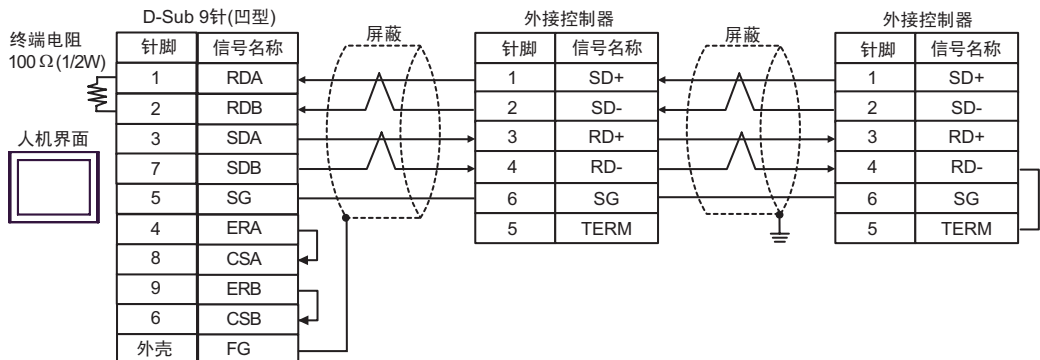 D-Sub 9针(凹型)
外接控制器
外接控制器
终端电阻
100Ω(1/2W)
人机界面
屏蔽
屏蔽
针脚 信号名称
1 RDA
2 RDB
3 SDA
7 SDB
5 SG
4 ERA
8 CSA
9 ERB
6 CSB
外壳 FG
针脚 信号名称
1 SD+
2 SD-
3 RD+
4 RD-
6 SG
5 TERM
针脚 信号名称
1 SD+
2 SD-
3 RD+
4 RD-
6 SG
5 TERM